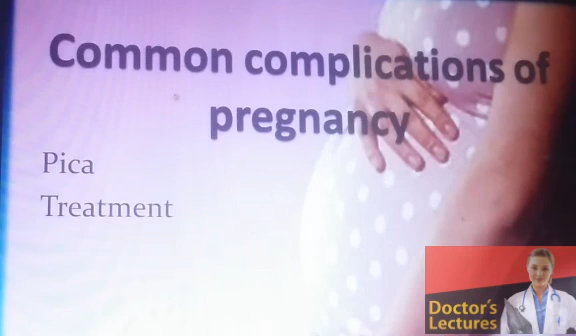 Common complications of
pregnancy
Pica
Treatment
Doctor's
Lectures